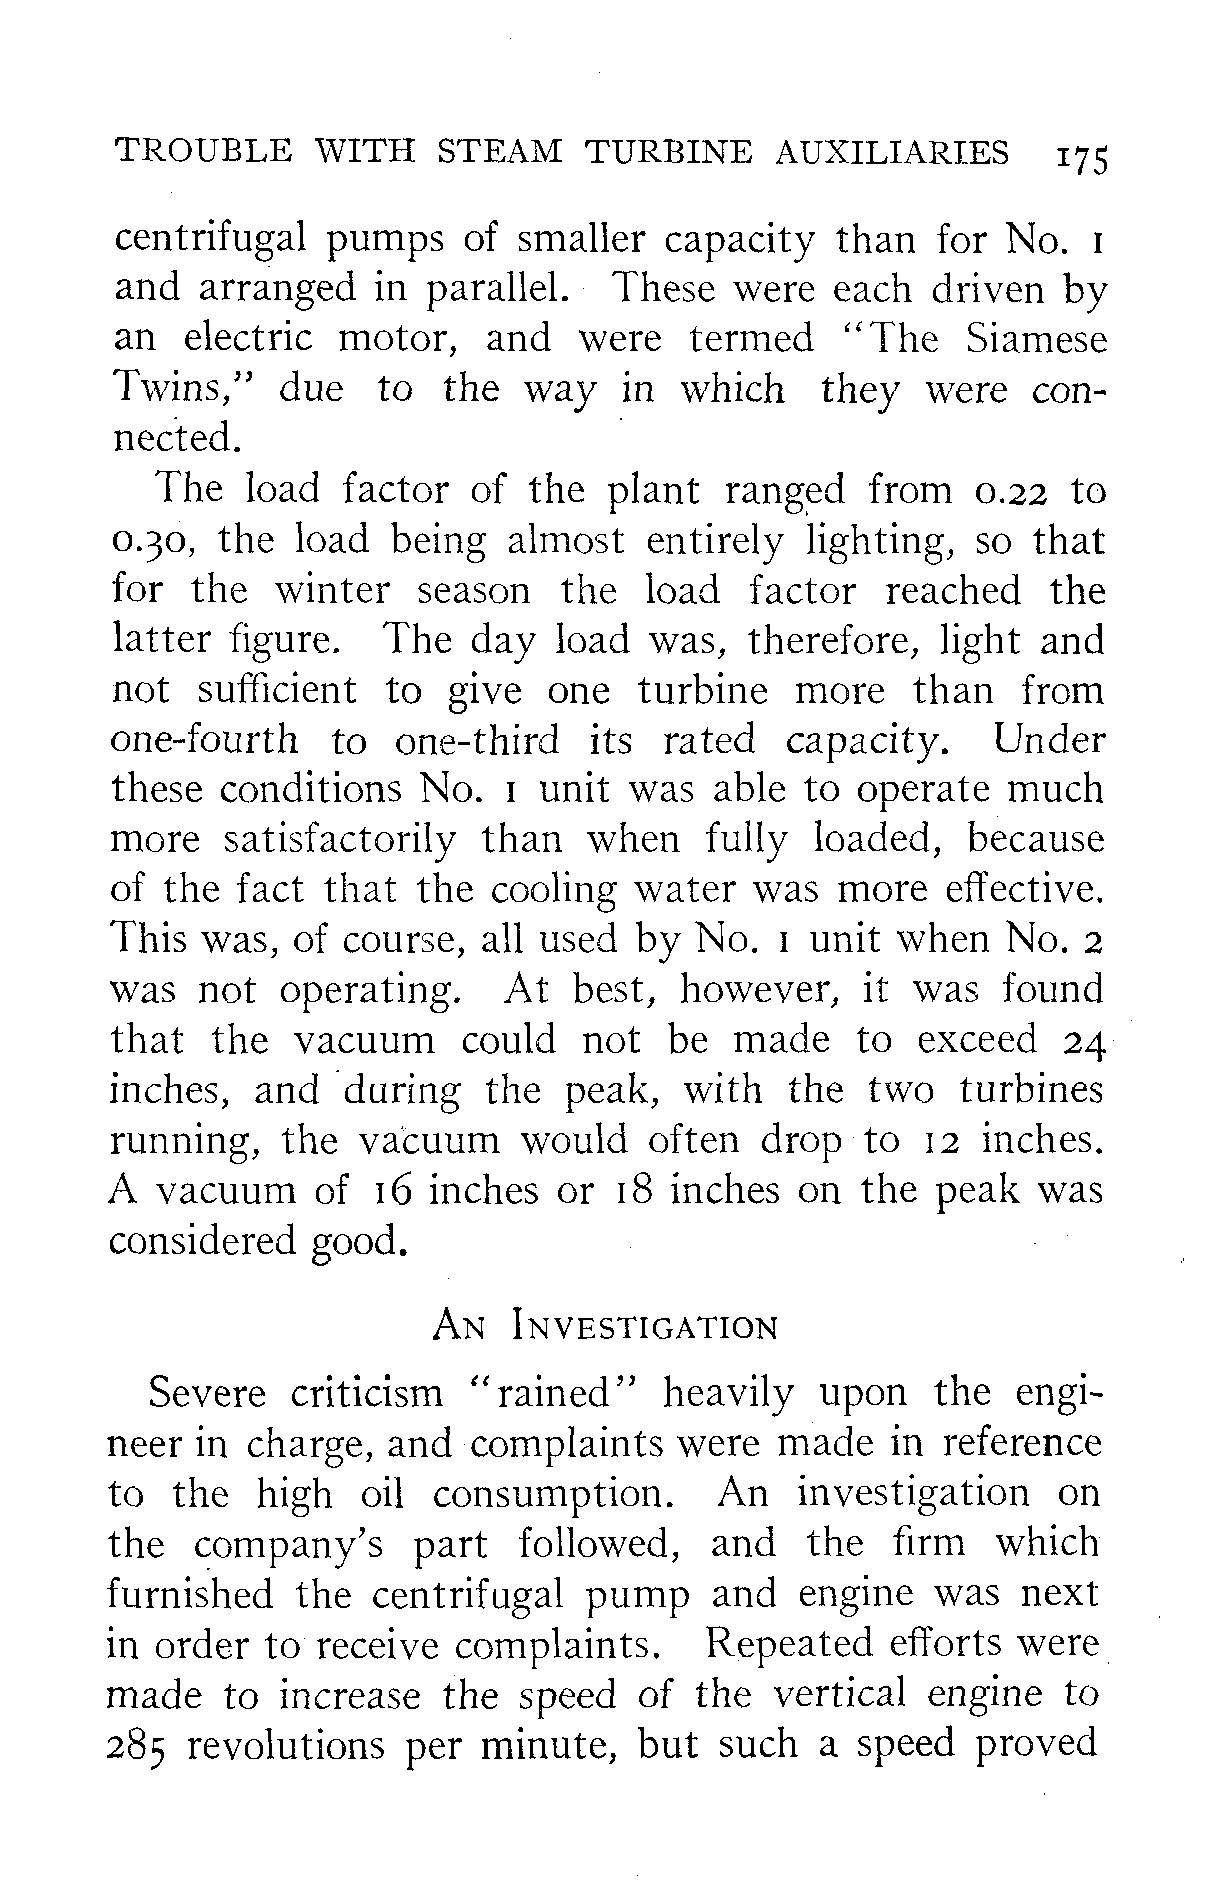 TROUBLE WITH STEAM TURBINE AUXILIARIES 175
centrifugal pumps of smaller capacity than for No. 1
and arranged in parallel. These were each driven by
an electric motor, and were termed “The Siamese
Twins,” due to the way in which they were con-
nected.
The load factor of the plant ranged from 0.22 to
0.30, the load being almost entirely lighting, so that
for the winter season the load factor reached the
latter figure. The day load was, therefore, light and
not sufficient to give one turbine more than from
one-fourth to one-third its rated capacity. Under
these conditions No. 1 unit was able to operate much
more satisfactorily than when fully loaded, because
of the fact that the cooling water was more effective.
This was, of course, all used by No. 1 unit when No. 2
was not operating. At best, however, it was found
that the vacuum could not be made to exceed 24
inches, and during the peak, with the two turbines
running, the vacuum would often drop to 12 inches.
A vacuum of 16 inches or 18 inches on the peak was
considered good.
AN INVESTIGATION
Severe criticism “rained” heavily upon the engi-
neer in charge, and complaints were made in reference
to the high oil consumption. An investigation on
the company’s part followed, and the firm which
furnished the centrifugal pump and engine was next
in order to receive complaints. Repeated efforts were
made to increase the speed of the vertical engine to
285 revolutions per minute, but such a speed proved